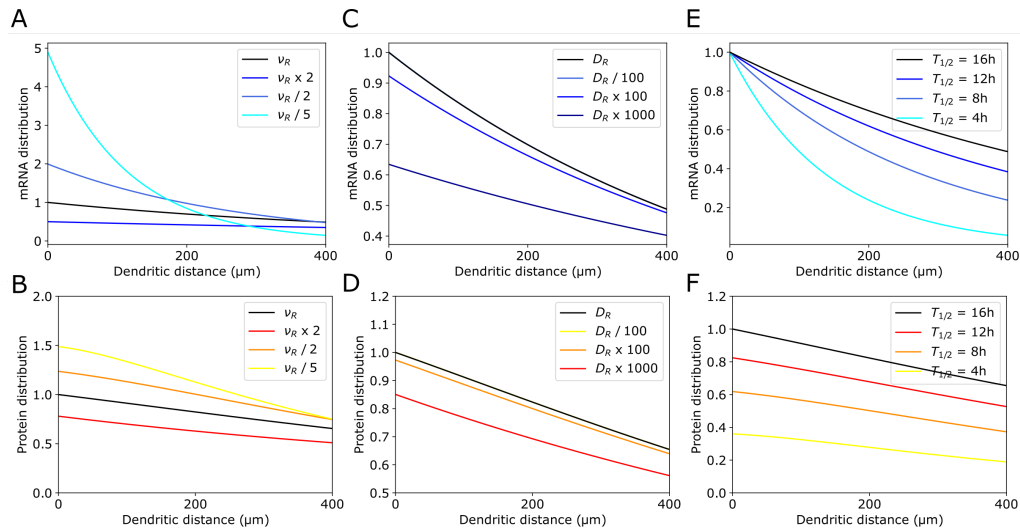 A
mRNA distribution
5
4
3
2
1
0
ν_R
ν_R x 2
ν_R / 2
ν_R / 5
0
200
400
Dendritic distance (μm)
C
mRNA distribution
1.0
0.9
0.8
0.7
0.6
0.5
0.4
D_R
D_R / 100
D_R x 100
D_R x 1000
0
200
400
Dendritic distance (μm)
E
mRNA distribution
1.0
0.8
0.6
0.4
0.2
T_1/2 = 16h
T_1/2 = 12h
T_1/2 = 8h
T_1/2 = 4h
0
200
400
Dendritic distance (μm)
B
Protein distribution
2.0
1.5
1.0
0.5
0.0
ν_R
ν_R x 2
ν_R / 2
ν_R / 5
0
200
400
Dendritic distance (μm)
D
Protein distribution
1.2
1.1
1.0
0.9
0.8
0.7
0.6
0.5
D_R
D_R / 100
D_R x 100
D_R x 1000
0
200
400
Dendritic distance (μm)
F
Protein distribution
1.2
1.0
0.8
0.6
0.4
0.2
0.0
T_1/2 = 16h
T_1/2 = 12h
T_1/2 = 8h
T_1/2 = 4h
0
200
400
Dendritic distance (μm)